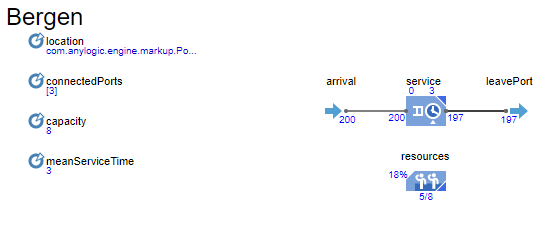 Bergen
location
com.anylogic.engine.markup.Po...
connectedPorts
[3]
capacity
8
meanServiceTime
3
arrival
service
leavePort
0 3
200
200
197
197
resources
18%
5/8